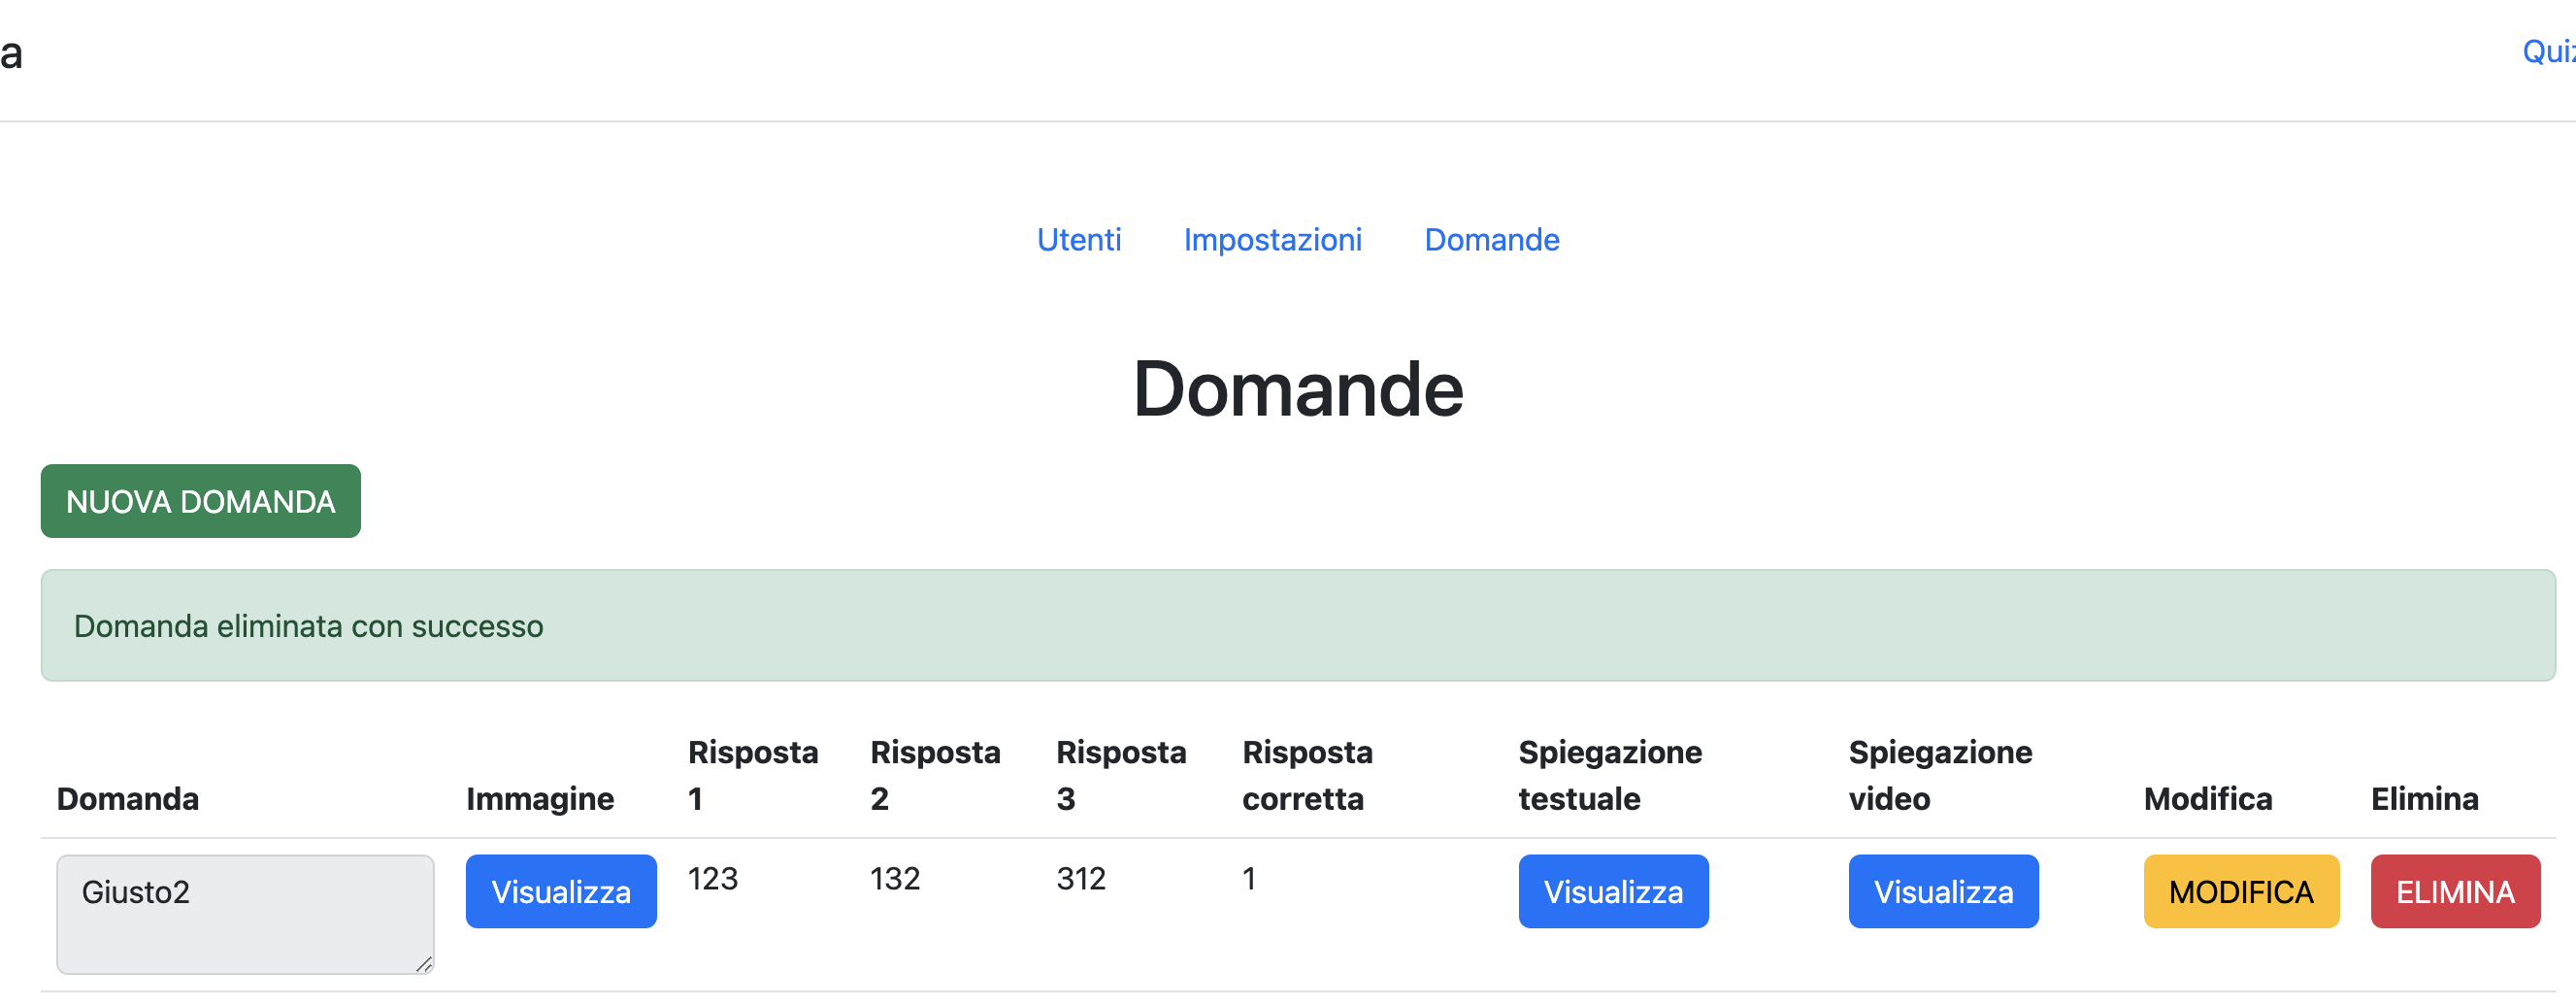 a
Utenti Impostazioni Domande
Domande
NUOVA DOMANDA
Domanda eliminata con successo
Domanda Immagine Risposta 1 Risposta 2 Risposta 3 Risposta corretta Spiegazione testuale Spiegazione video Modifica Elimina
Giusto2 Visualizza 123 132 312 1 Visualizza Visualizza MODIFICA ELIMINA